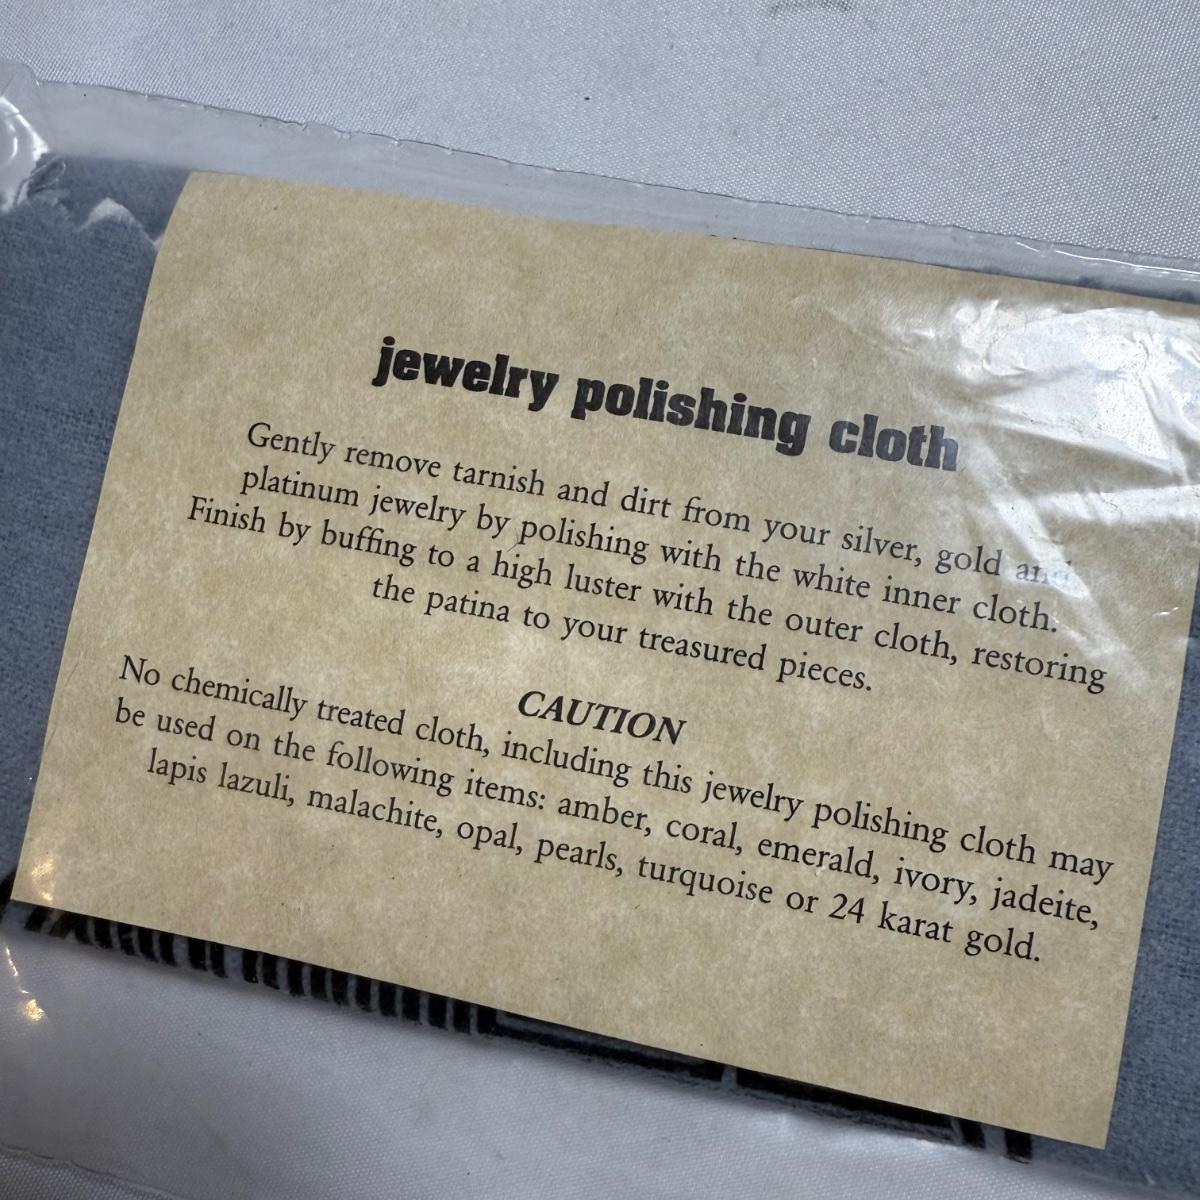 jewelry polishing cloth
Gently remove tarnish and dirt from your silver, gold and
platinum jewelry by polishing with the white inner cloth.
Finish by buffing to a high luster with the outer cloth, restoring
the patina to your treasured pieces.
CAUTION
No chemically treated cloth, including this jewelry polishing cloth may
be used on the following items: amber, coral, emerald, ivory, jadeite,
lapis lazuli, malachite, opal, pearls, turquoise or 24 karat gold.